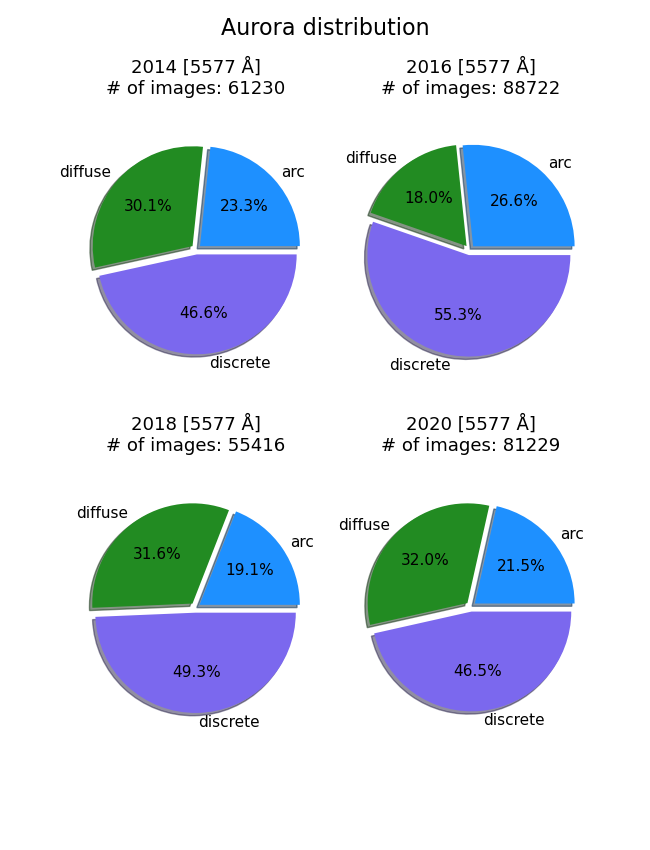 Aurora distribution
2014 [5577 Å]
# of images: 61230
diffuse
arc
30.1%
23.3%
46.6%
discrete
2016 [5577 Å]
# of images: 88722
diffuse
arc
18.0%
26.6%
55.3%
discrete
2018 [5577 Å]
# of images: 55416
diffuse
arc
31.6%
19.1%
49.3%
discrete
2020 [5577 Å]
# of images: 81229
diffuse
arc
32.0%
21.5%
46.5%
discrete